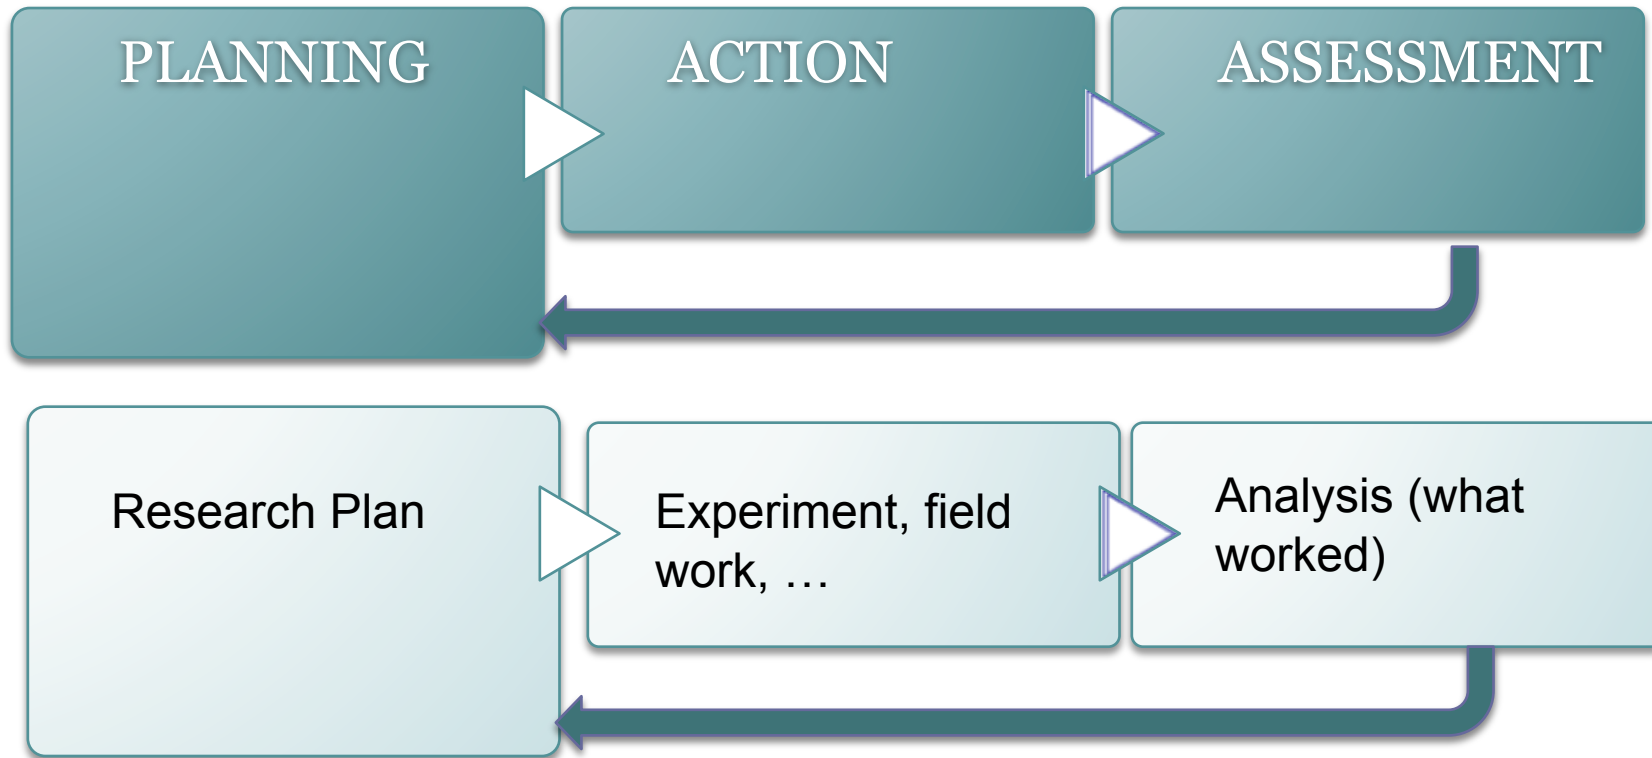 PLANNING
ACTION
ASSESSMENT
Research Plan
Experiment, field
work, …
Analysis (what
worked)